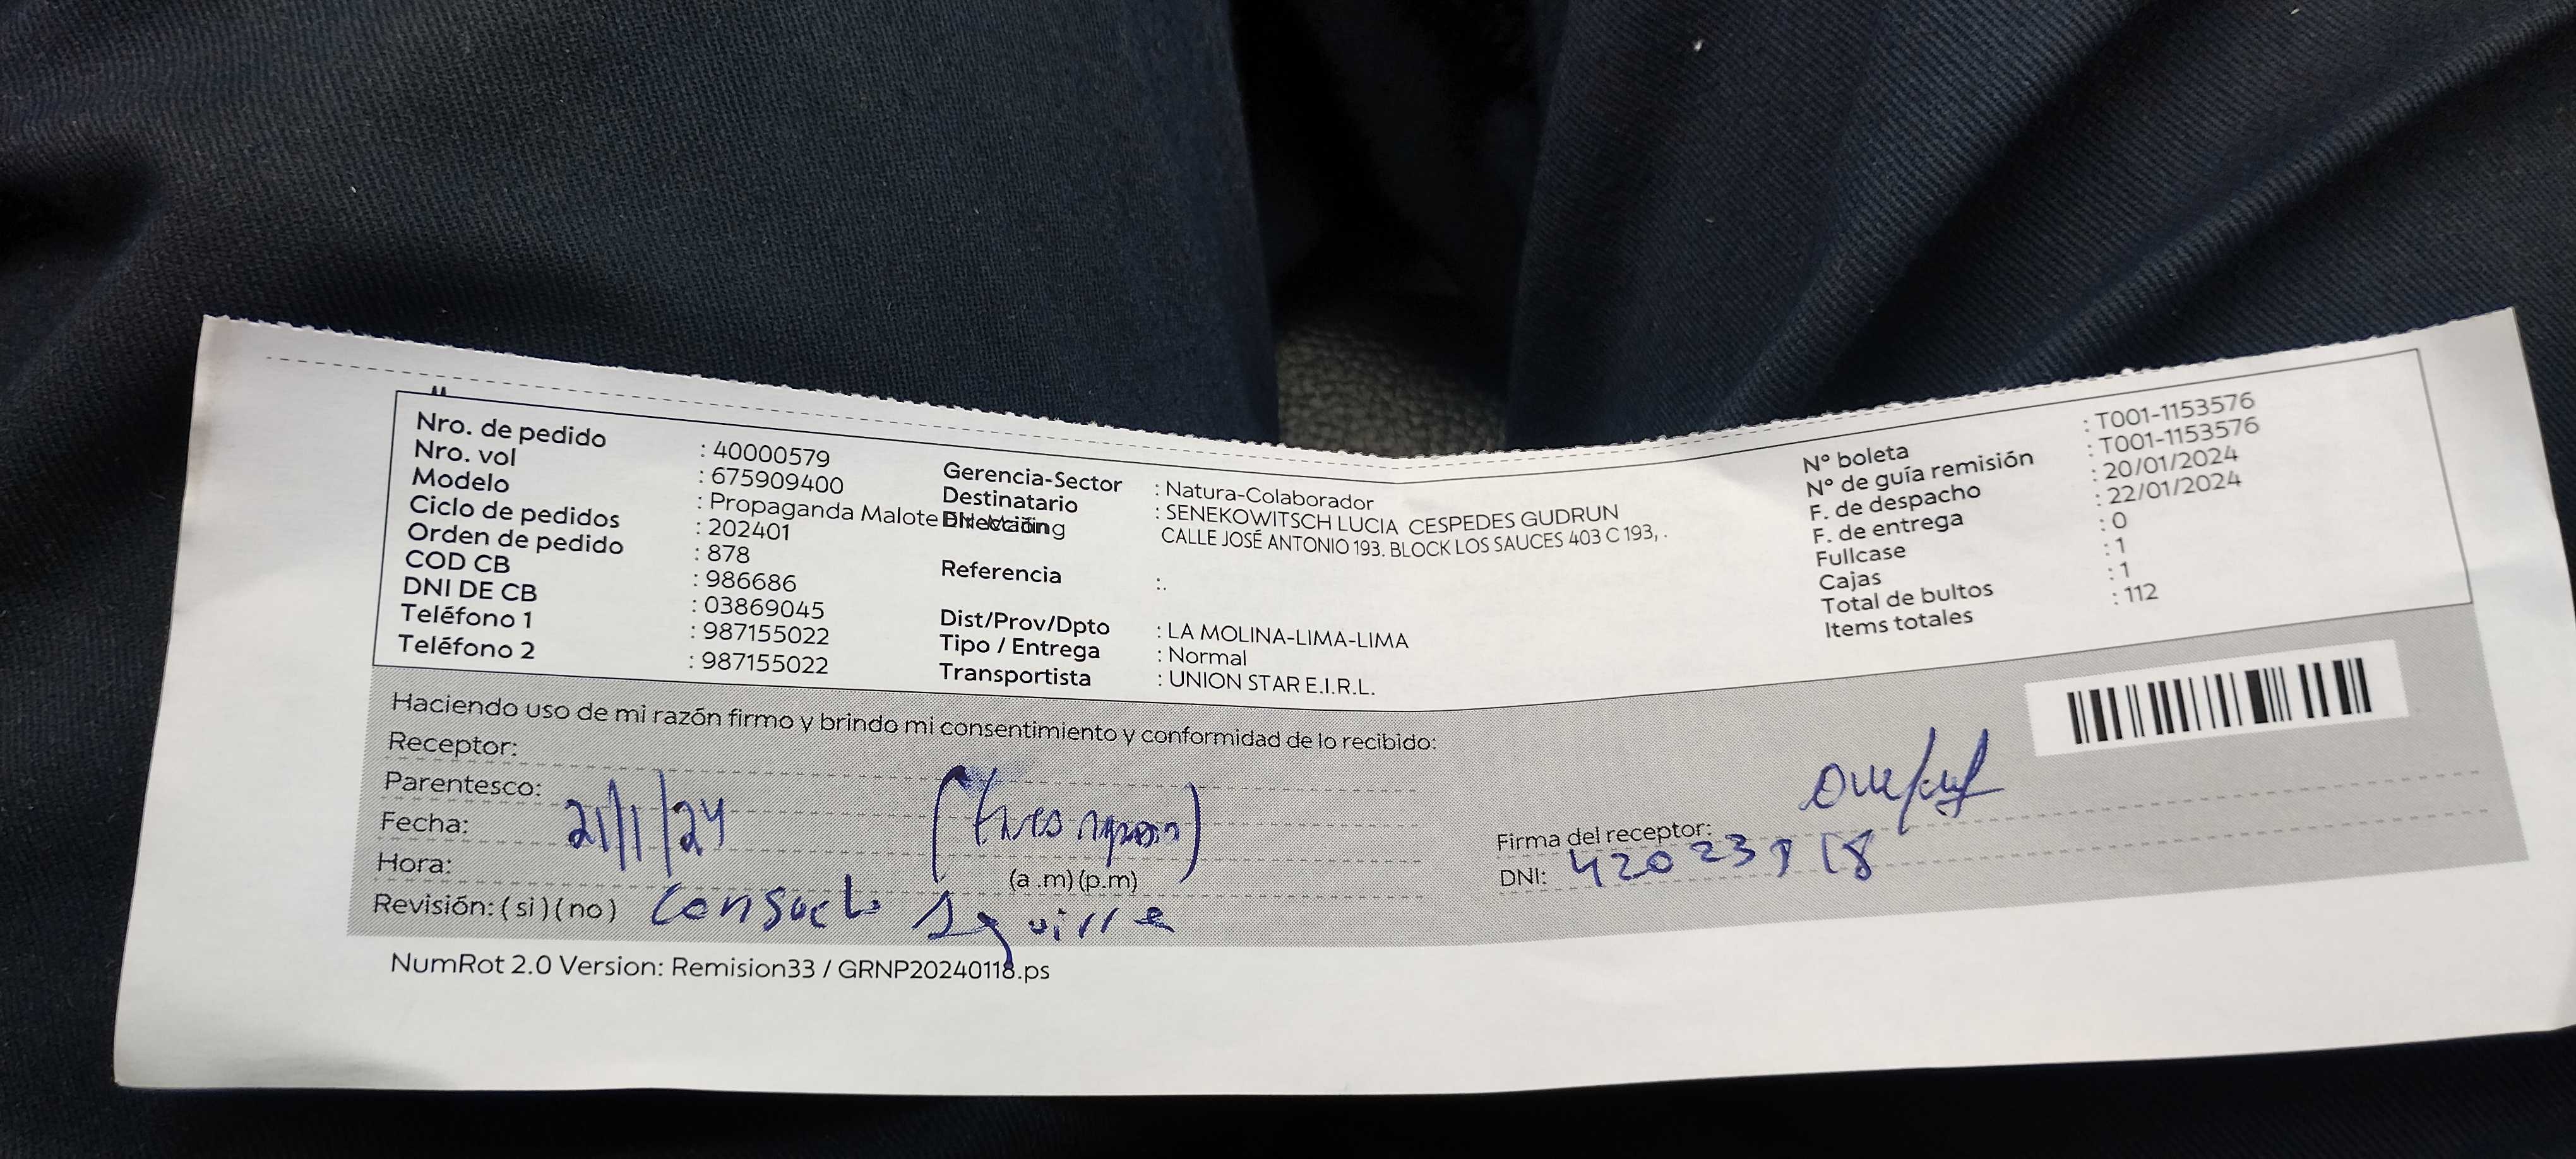 Nro. de pedido : 40000579
Nro. vol : 675909400
Modelo : Propaganda Malote
Ciclo de pedidos : 202401
Orden de pedido : 878
COD CB : 986686
DNI DE CB : 03869045
Teléfono 1 : 987155022
Teléfono 2 : 987155022
Gerencia-Sector : Natura-Colaborador
Destinatario : SENEKOWITSCH LUCIA CESPEDES GUDRUN
Dirección CALLE JOSÉ ANTONIO 193. BLOCK LOS SAUCES 403 C 193, .
Referencia :.
Dist/Prov/Dpto : LA MOLINA-LIMA-LIMA
Tipo / Entrega : Normal
Transportista : UNION STAR E.I.R.L.
N° boleta : T001-1153576
N° de guía remisión : T001-1153576
F. de despacho : 20/01/2024
F. de entrega : 22/01/2024
Fullcase : 0
Cajas : 1
Total de bultos : 1
Items totales : 112
Haciendo uso de mi razón firmo y brindo mi consentimiento y conformidad de lo recibido:
Receptor:
Parentesco:
Fecha: 21/1/24
Hora: (a.m)(p.m)
Revisión: (si)(no) Consuelo Aguirre
Firma del receptor:
DNI:
NumRot 2.0 Version: Remision33 / GRNP20240118.ps